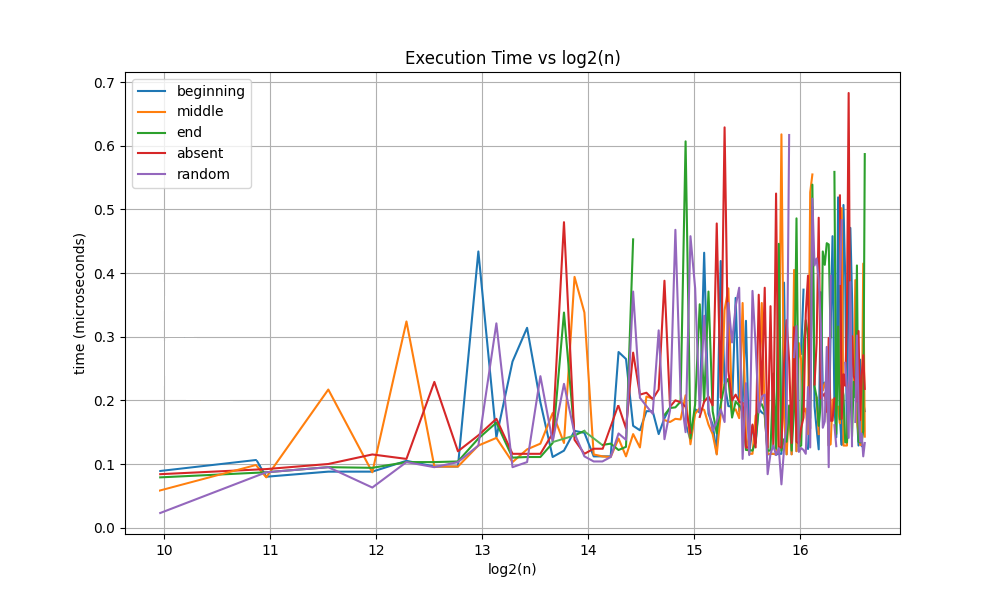 Execution Time vs log2(n)
0.7
0.6
0.5
0.4
0.3
0.2
0.1
0.0
time (microseconds)
beginning
middle
end
absent
random
10 11 12 13 14 15 16
log2(n)